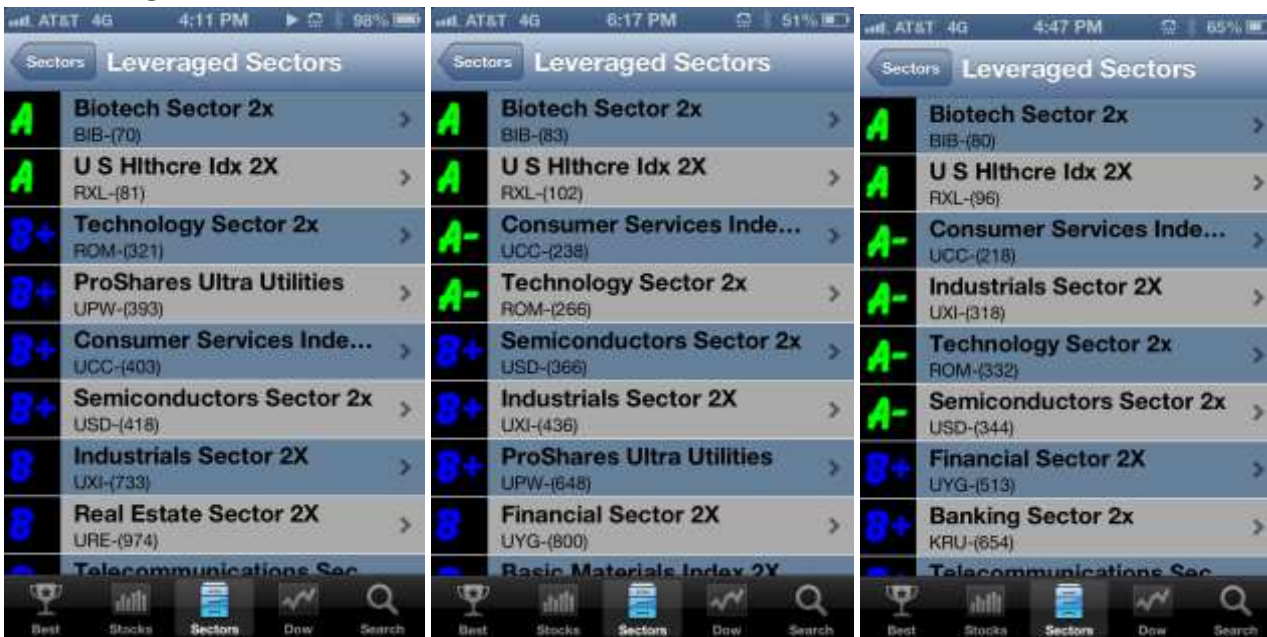 AT&T 4G 4:11 PM 98%
Sectors Leveraged Sectors
A Biotech Sector 2x
BIB-(70)
A U S Hlthcre Idx 2X
RXL-(81)
B+ Technology Sector 2x
ROM-(321)
B+ ProShares Ultra Utilities
UPW-(393)
B+ Consumer Services Inde...
UCC-(403)
B+ Semiconductors Sector 2x
USD-(418)
B Industrials Sector 2X
UXI-(733)
B Real Estate Sector 2X
URE-(974)
Telecommunications Sec
Best Stocks Sectors Dow Search
AT&T 4G 6:17 PM 51%
Sectors Leveraged Sectors
A Biotech Sector 2x
BIB-(83)
A U S Hlthcre Idx 2X
RXL-(102)
A- Consumer Services Inde...
UCC-(238)
A- Technology Sector 2x
ROM-(266)
B+ Semiconductors Sector 2x
USD-(366)
B+ Industrials Sector 2X
UXI-(436)
B+ ProShares Ultra Utilities
UPW-(648)
B Financial Sector 2X
UYG-(800)
Basic Materials Index 2X
Best Stocks Sectors Dow Search
AT&T 4G 4:47 PM 65%
Sectors Leveraged Sectors
A Biotech Sector 2x
BIB-(80)
A U S Hlthcre Idx 2X
RXL-(96)
A- Consumer Services Inde...
UCC-(218)
A- Industrials Sector 2X
UXI-(318)
A- Technology Sector 2x
ROM-(332)
A- Semiconductors Sector 2x
USD-(344)
B+ Financial Sector 2X
UYG-(513)
B+ Banking Sector 2x
KRU-(654)
Telecommunications Sec
Best Stocks Sectors Dow Search